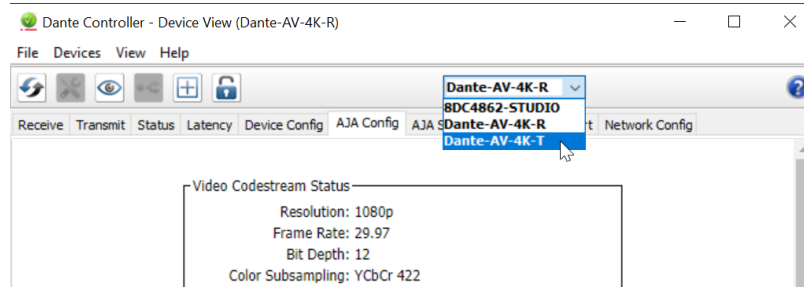 Dante Controller - Device View (Dante-AV-4K-R)
File Devices View Help
Dante-AV-4K-R
8DC4862-STUDIO
Dante-AV-4K-R
Dante-AV-4K-T
?
Receive Transmit Status Latency Device Config AJA Config AJA S t Network Config
Video Codestream Status
Resolution: 1080p
Frame Rate: 29.97
Bit Depth: 12
Color Subsampling: YCbCr 422